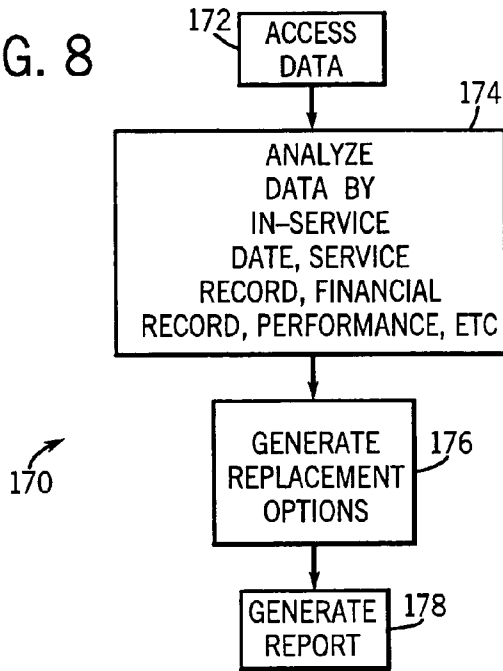 G. 8
172
ACCESS
DATA
174
ANALYZE
DATA BY
IN-SERVICE
DATE, SERVICE
RECORD, FINANCIAL
RECORD, PERFORMANCE, ETC
170
GENERATE
REPLACEMENT
OPTIONS
176
GENERATE
REPORT
178